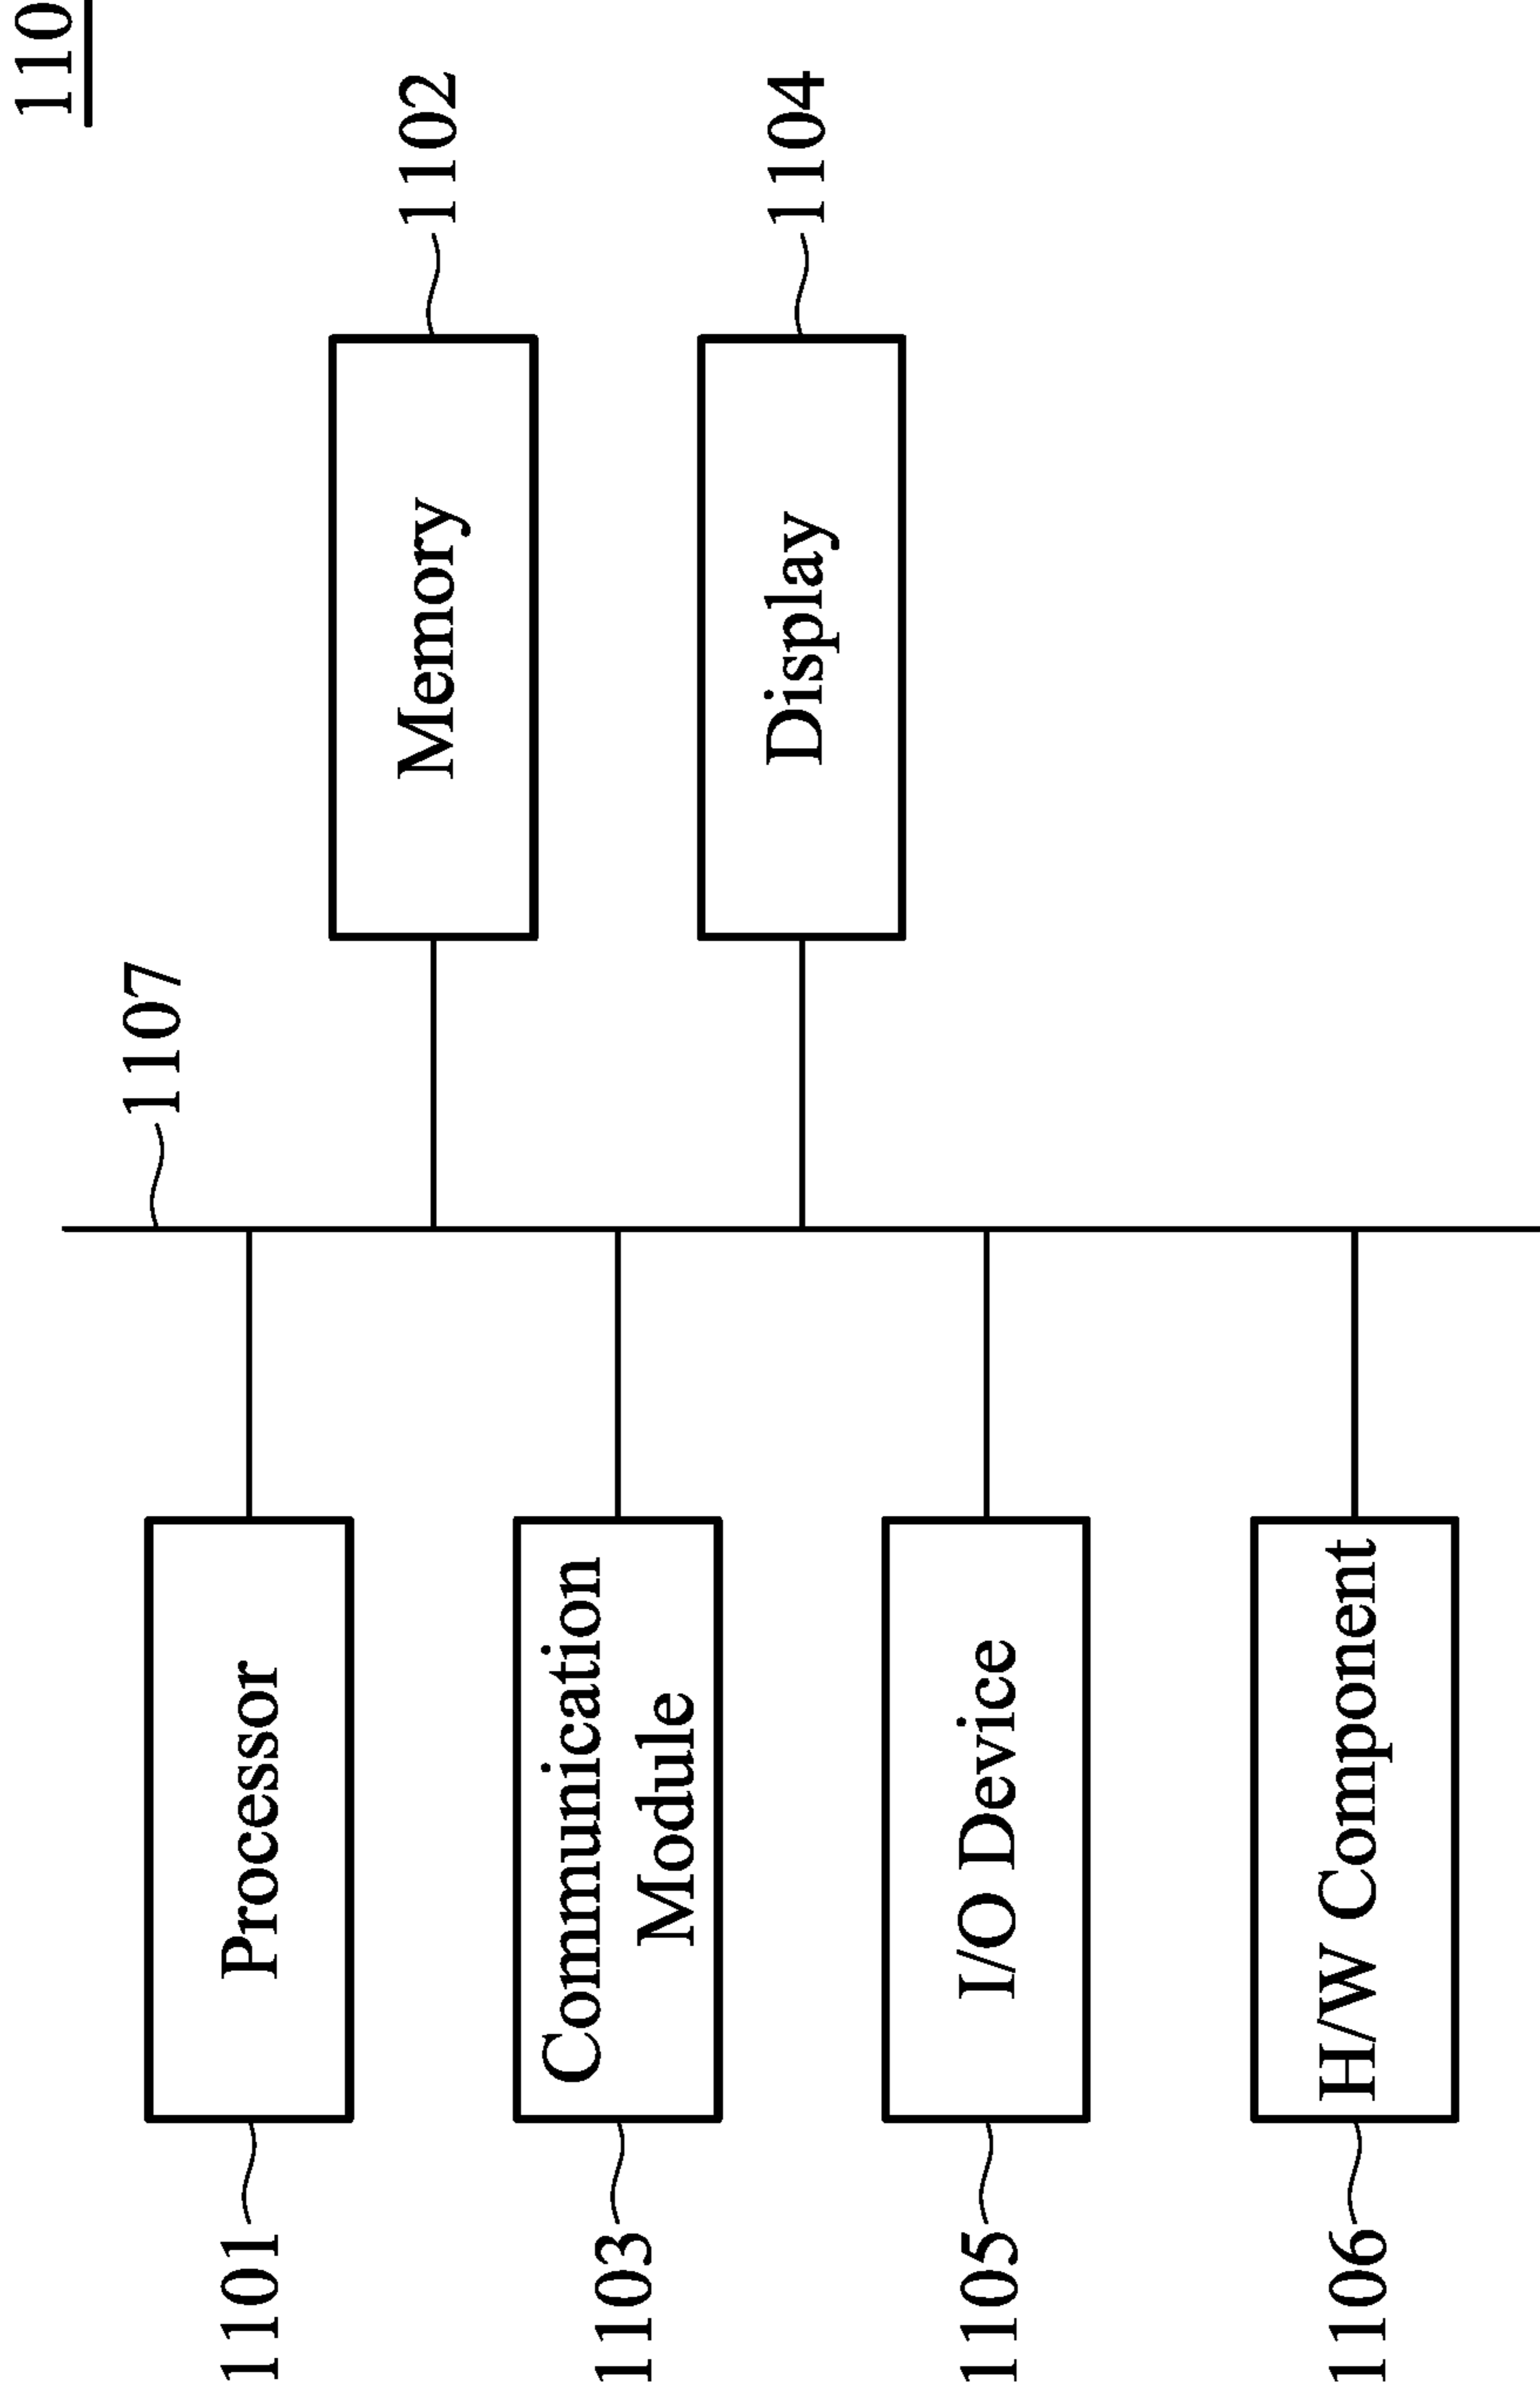 110
1107
1101
Processor
Memory
1102
1103
Communication
Module
Display
1104
1105
I/O Device
1106
H/W Component